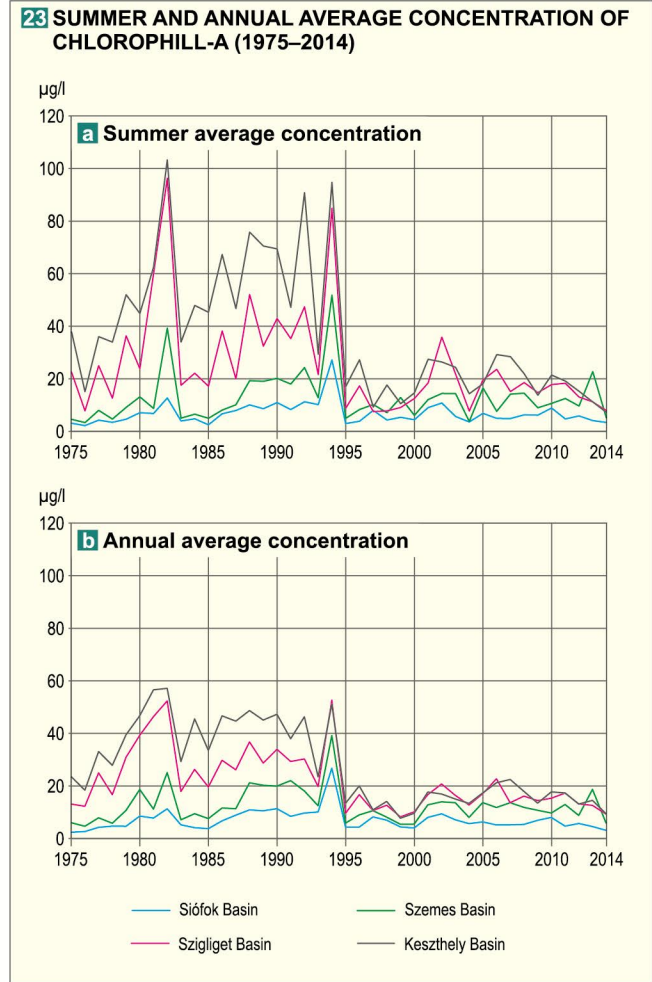 23 SUMMER AND ANNUAL AVERAGE CONCENTRATION OF
CHLOROPHILL-A (1975–2014)
µg/l
120
a Summer average concentration
100
80
60
40
20
0
1975 1980 1985 1990 1995 2000 2005 2010 2014
µg/l
120
b Annual average concentration
100
80
60
40
20
0
1975 1980 1985 1990 1995 2000 2005 2010 2014
Siófok Basin Szemes Basin
Szigliget Basin Keszthely Basin